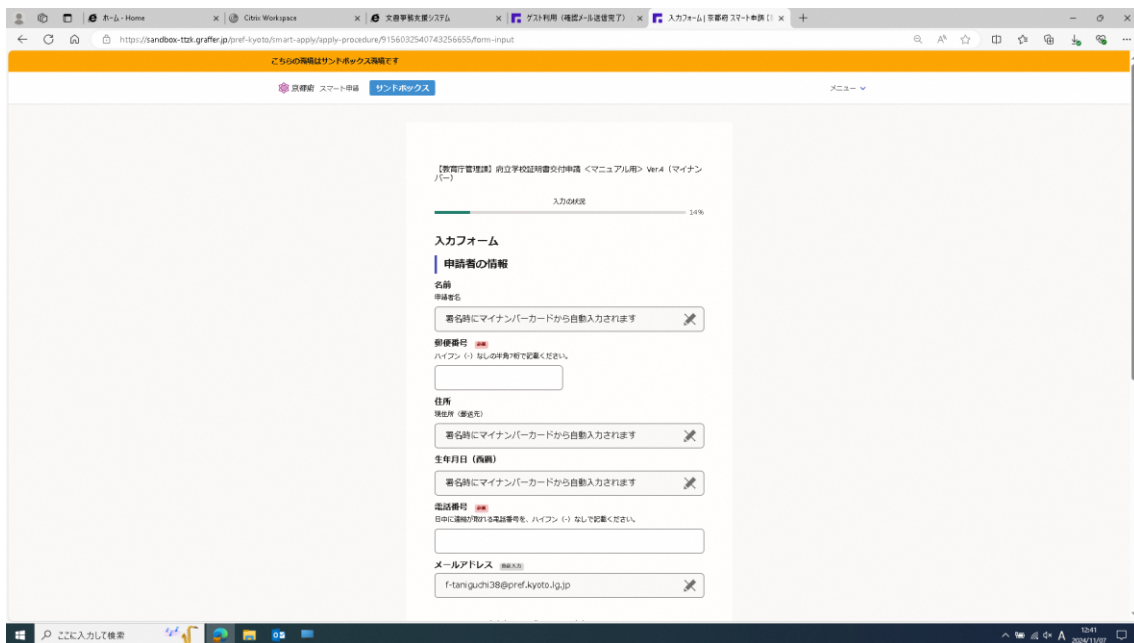 ホーム - Home
Citrix Workspace
文書事務支援システム
ゲスト利用（確認メール送信完了）
入力フォーム | 京都府 スマート申請 (
https://sandbox-ttzk.graffer.jp/pref-kyoto/smart-apply/apply-procedure/9156032540743256655/form-input
こちらの環境はサンドボックス環境です
京都府 スマート申請 サンドボックス
メニュー
【教育庁管理課】府立学校証明書交付申請 <マニュアル用> Ver.4（マイナン
バー）
入力の状況
14%
入力フォーム
申請者の情報
名前
申請者名
署名時にマイナンバーカードから自動入力されます
郵便番号 必須
ハイフン（-）なしの半角7桁で記載ください。
住所
現住所（郵送先）
署名時にマイナンバーカードから自動入力されます
生年月日（西暦）
署名時にマイナンバーカードから自動入力されます
電話番号 必須
日中に連絡が取れる電話番号を、ハイフン（-）なしで記載ください。
メールアドレス 自動入力
f-taniguchi38@pref.kyoto.lg.jp
ここに入力して検索
A
12:41
2024/11/07